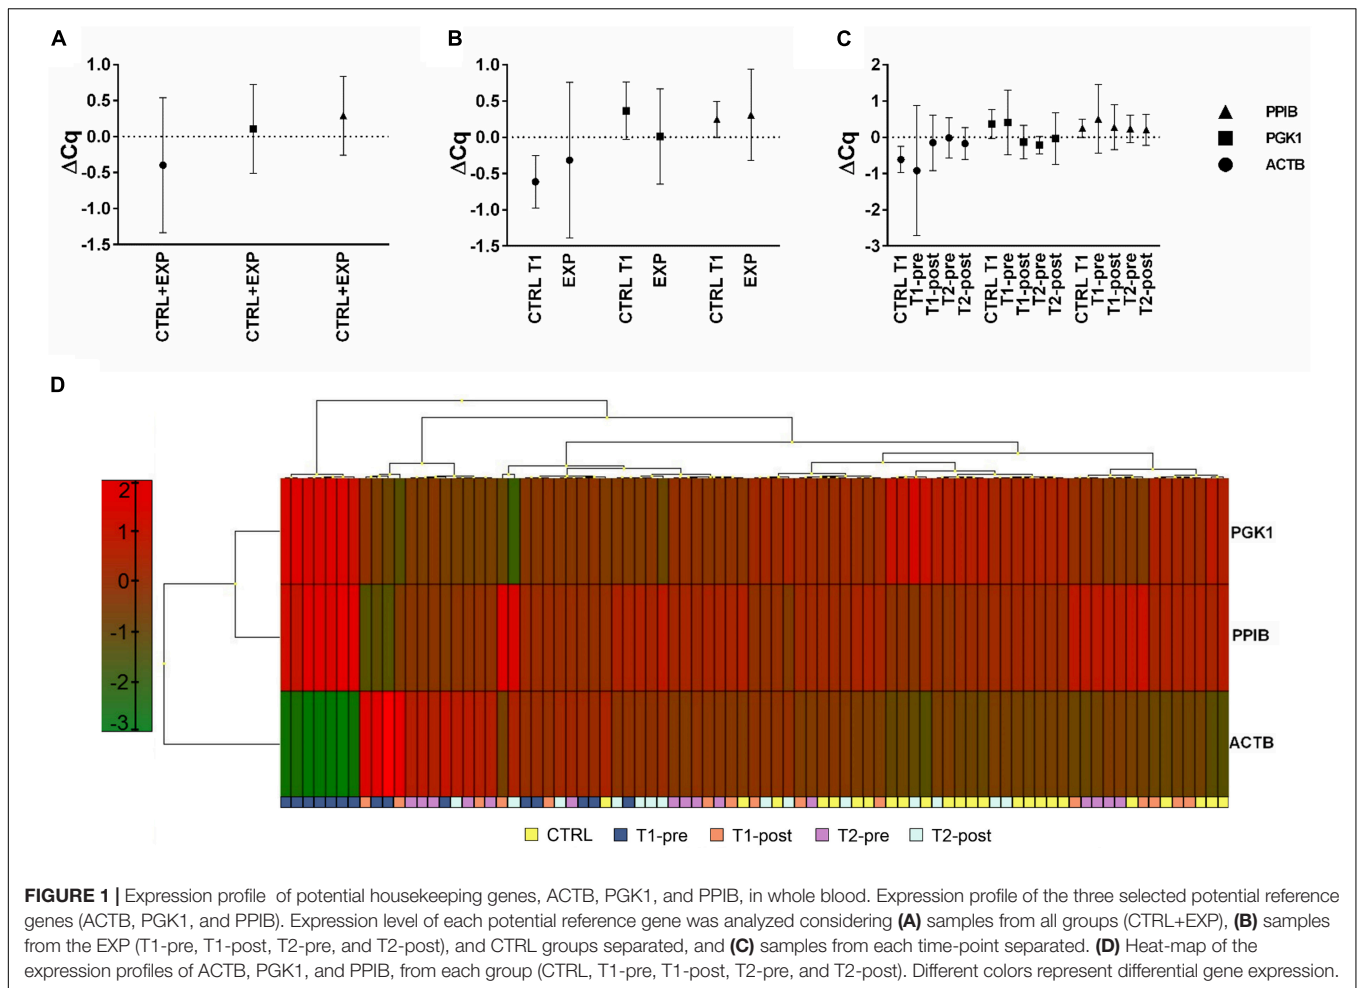 A
B
C
1.0
0.5
0.0
-0.5
-1.0
-1.5
ΔCq
CTRL+EXP
CTRL+EXP
CTRL+EXP
1.0
0.5
0.0
-0.5
-1.0
-1.5
ΔCq
CTRL T1
EXP
CTRL T1
EXP
CTRL T1
EXP
2
1
0
-1
-2
-3
ΔCq
CTRL T1
T1-pre
T1-post
T2-pre
T2-post
CTRL T1
T1-pre
T1-post
T2-pre
T2-post
CTRL T1
T1-pre
T1-post
T2-pre
T2-post
PPIB
PGK1
ACTB
D
2
1
0
-1
-2
-3
PGK1
PPIB
ACTB
CTRL T1-pre T1-post T2-pre T2-post
FIGURE 1 | Expression profile of potential housekeeping genes, ACTB, PGK1, and PPIB, in whole blood. Expression profile of the three selected potential reference
genes (ACTB, PGK1, and PPIB). Expression level of each potential reference gene was analyzed considering (A) samples from all groups (CTRL+EXP), (B) samples
from the EXP (T1-pre, T1-post, T2-pre, and T2-post), and CTRL groups separated, and (C) samples from each time-point separated. (D) Heat-map of the
expression profiles of ACTB, PGK1, and PPIB, from each group (CTRL, T1-pre, T1-post, T2-pre, and T2-post). Different colors represent differential gene expression.